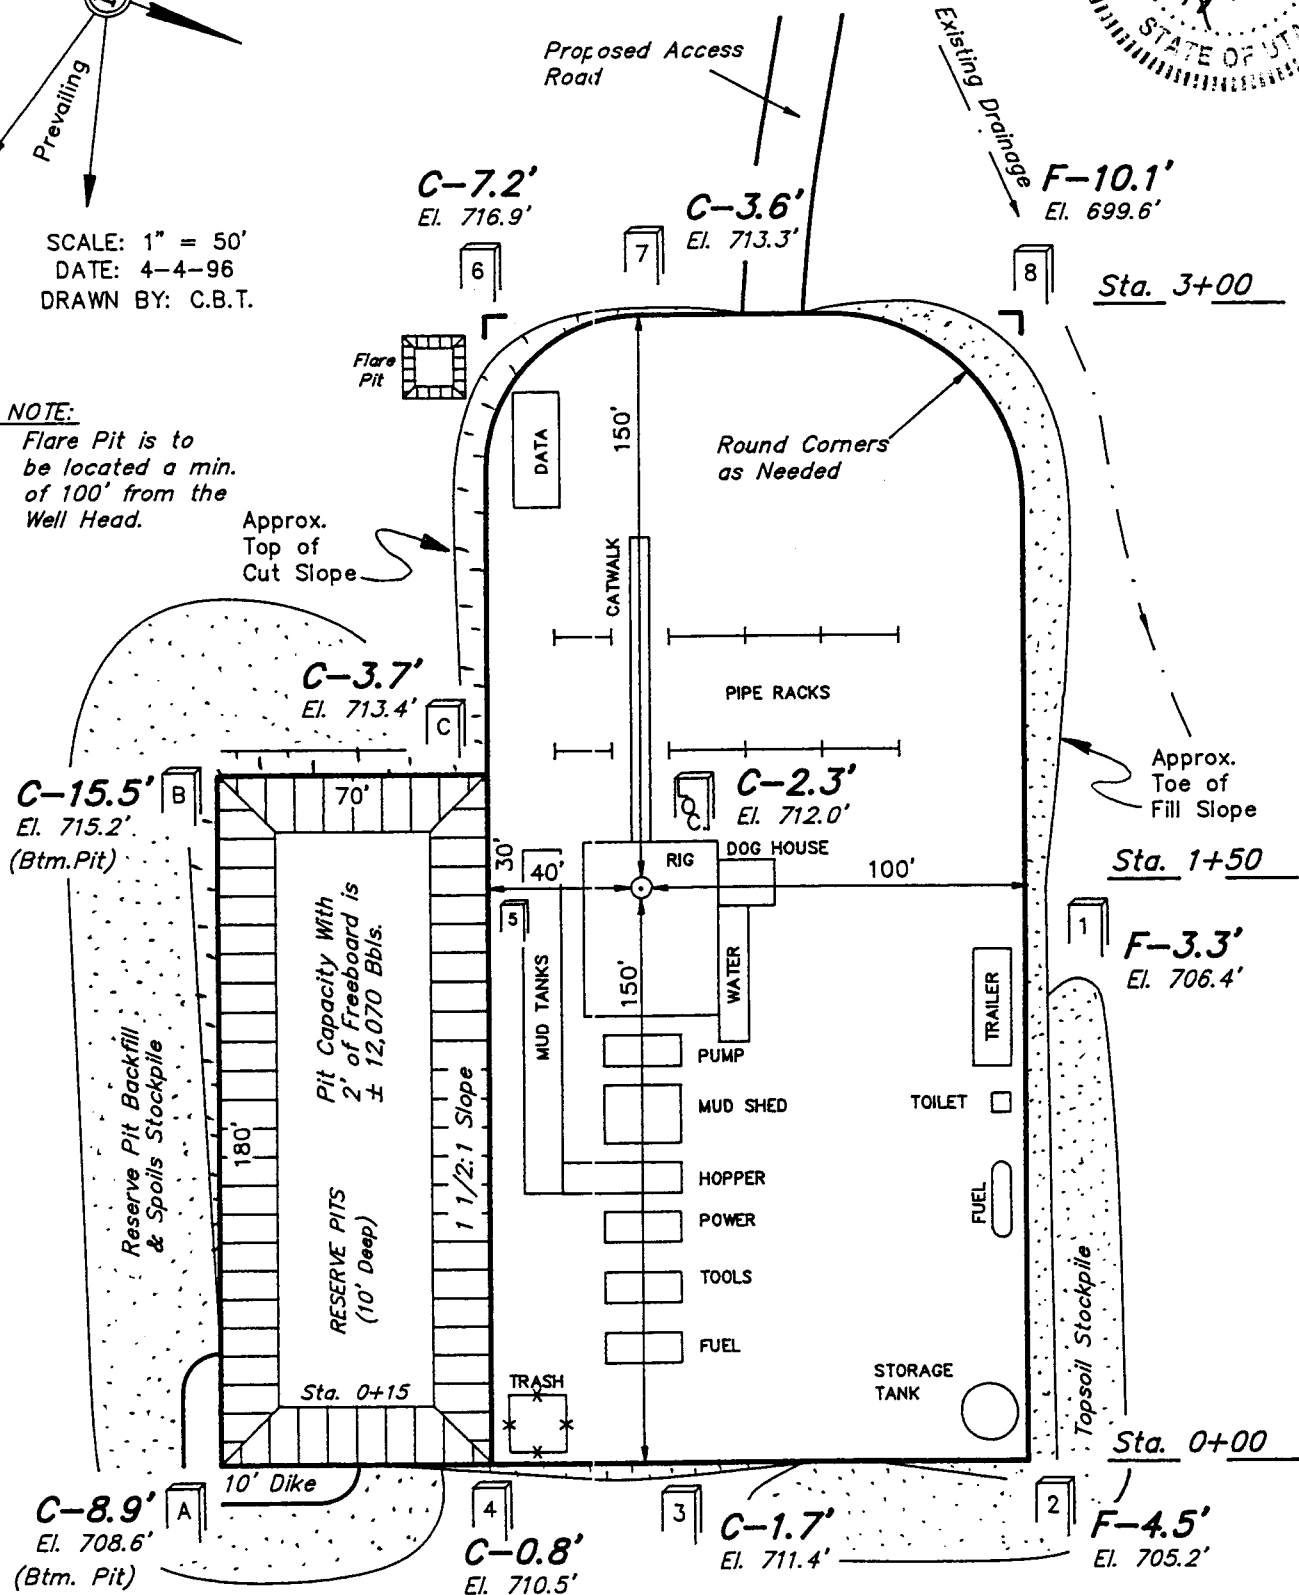 Prevailing
SCALE: 1" = 50'
DATE: 4-4-96
DRAWN BY: C.B.T.
Proposed Access
Road
Existing Drainage
STATE OF
C-7.2'
El. 716.9'
6
7
C-3.6'
El. 713.3'
F-10.1'
El. 699.6'
8
Sta. 3+00
Flare
Pit
NOTE:
Flare Pit is to
be located a min.
of 100' from the
Well Head.
Approx.
Top of
Cut Slope
DATA
150'
Round Corners
as Needed
CATWALK
PIPE RACKS
C-3.7'
El. 713.4'
C
C-15.5'
El. 715.2'
(Btm.Pit)
B
70'
C-2.3'
El. 712.0'
Approx.
Toe of
Fill Slope
RIG
DOG HOUSE
30'
40'
100'
Sta. 1+50
5
1
F-3.3'
El. 706.4'
Pit Capacity With
2' of Freeboard is
± 12,070 Bbls.
MUD TANKS
150'
WATER
TRAILER
PUMP
MUD SHED
TOILET
Reserve Pit Backfill
& Spoils Stockpile
180'
1 1/2:1 Slope
HOPPER
POWER
FUEL
RESERVE PITS
(10' Deep)
TOOLS
FUEL
Topsoil Stockpile
Sta. 0+15
TRASH
STORAGE
TANK
Sta. 0+00
10' Dike
C-8.9'
El. 708.6'
(Btm. Pit)
A
4
C-0.8'
El. 710.5'
3
C-1.7'
El. 711.4'
2
F-4.5'
El. 705.2'